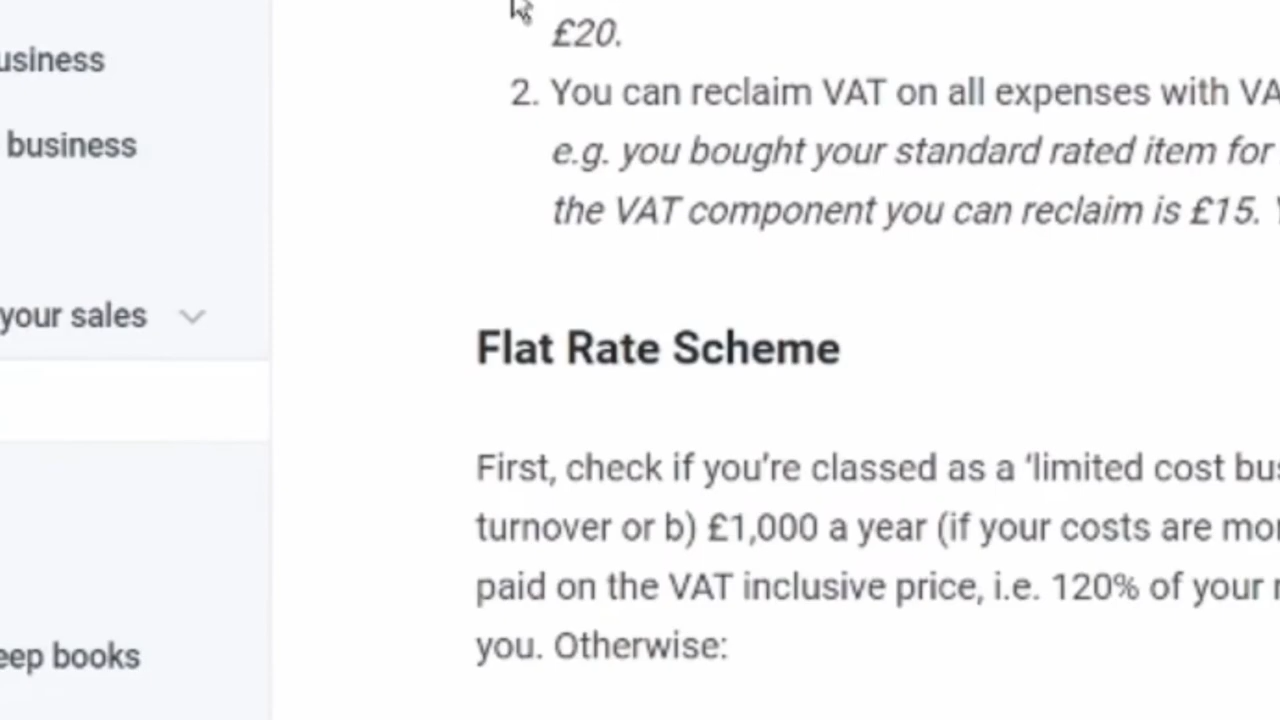 usiness
business
your sales
eep books
£20.
2. You can reclaim VAT on all expenses with VA
e.g. you bought your standard rated item for
the VAT component you can reclaim is £15.
Flat Rate Scheme
First, check if you’re classed as a ‘limited cost bus
turnover or b) £1,000 a year (if your costs are mor
paid on the VAT inclusive price, i.e. 120% of your
you. Otherwise: